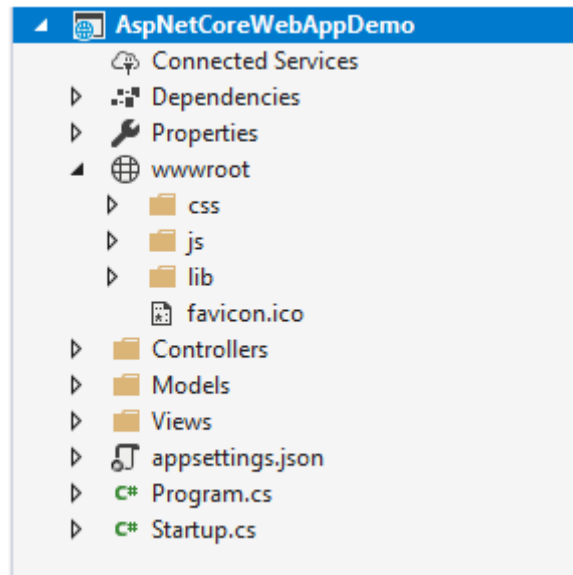 AspNetCoreWebAppDemo
Connected Services
Dependencies
Properties
wwwroot
css
js
lib
favicon.ico
Controllers
Models
Views
appsettings.json
C# Program.cs
C# Startup.cs